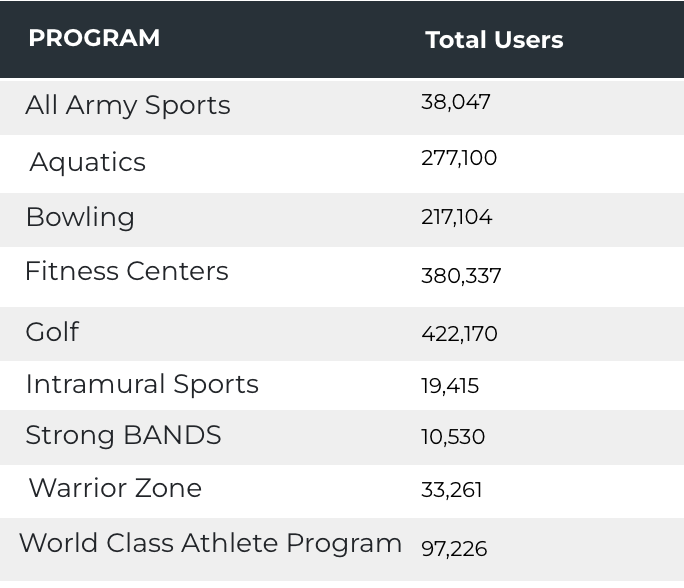 PROGRAM Total Users
All Army Sports 38,047
Aquatics 277,100
Bowling 217,104
Fitness Centers 380,337
Golf 422,170
Intramural Sports 19,415
Strong BANDS 10,530
Warrior Zone 33,261
World Class Athlete Program 97,226